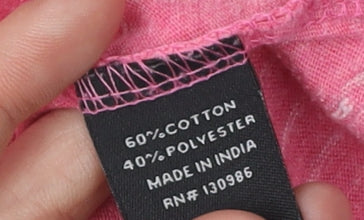 60% COTTON
40% POLYESTER
MADE IN INDIA
RN# 130986